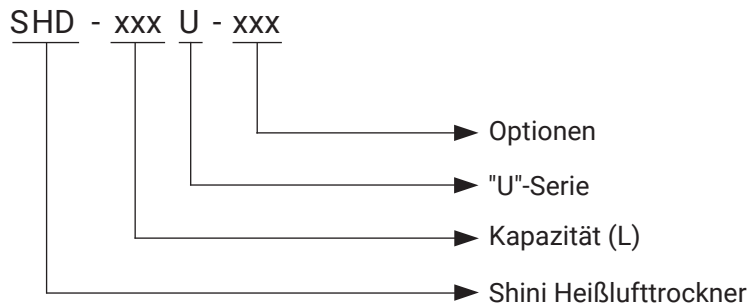 SHD - xxx U - xxx
Optionen
"U"-Serie
Kapazität (L)
Shini Heißlufttrockner